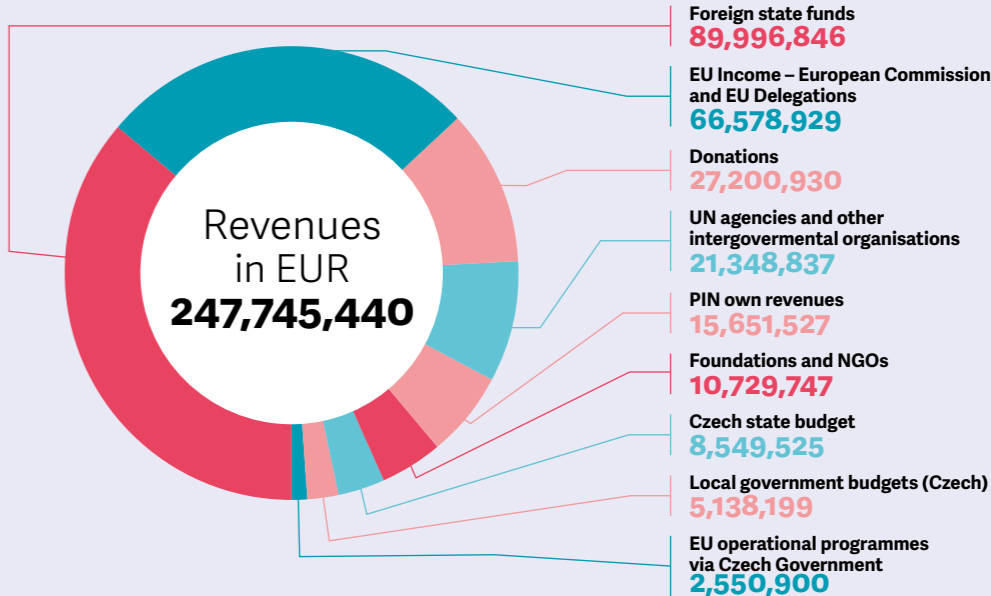 Revenues
in EUR
247,745,440
Foreign state funds
89,996,846
EU Income – European Commission
and EU Delegations
66,578,929
Donations
27,200,930
UN agencies and other
intergovermental organisations
21,348,837
PIN own revenues
15,651,527
Foundations and NGOs
10,729,747
Czech state budget
8,549,525
Local government budgets (Czech)
5,138,199
EU operational programmes
via Czech Government
2,550,900